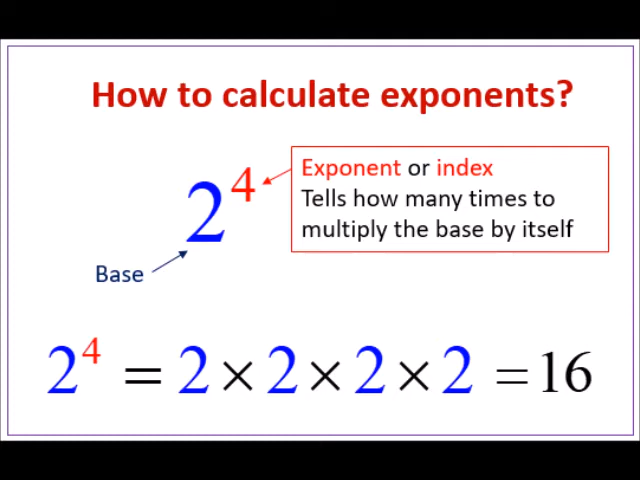 How to calculate exponents?
2⁴
Exponent or index
Tells how many times to
multiply the base by itself
Base
2⁴ = 2 × 2 × 2 × 2 = 16